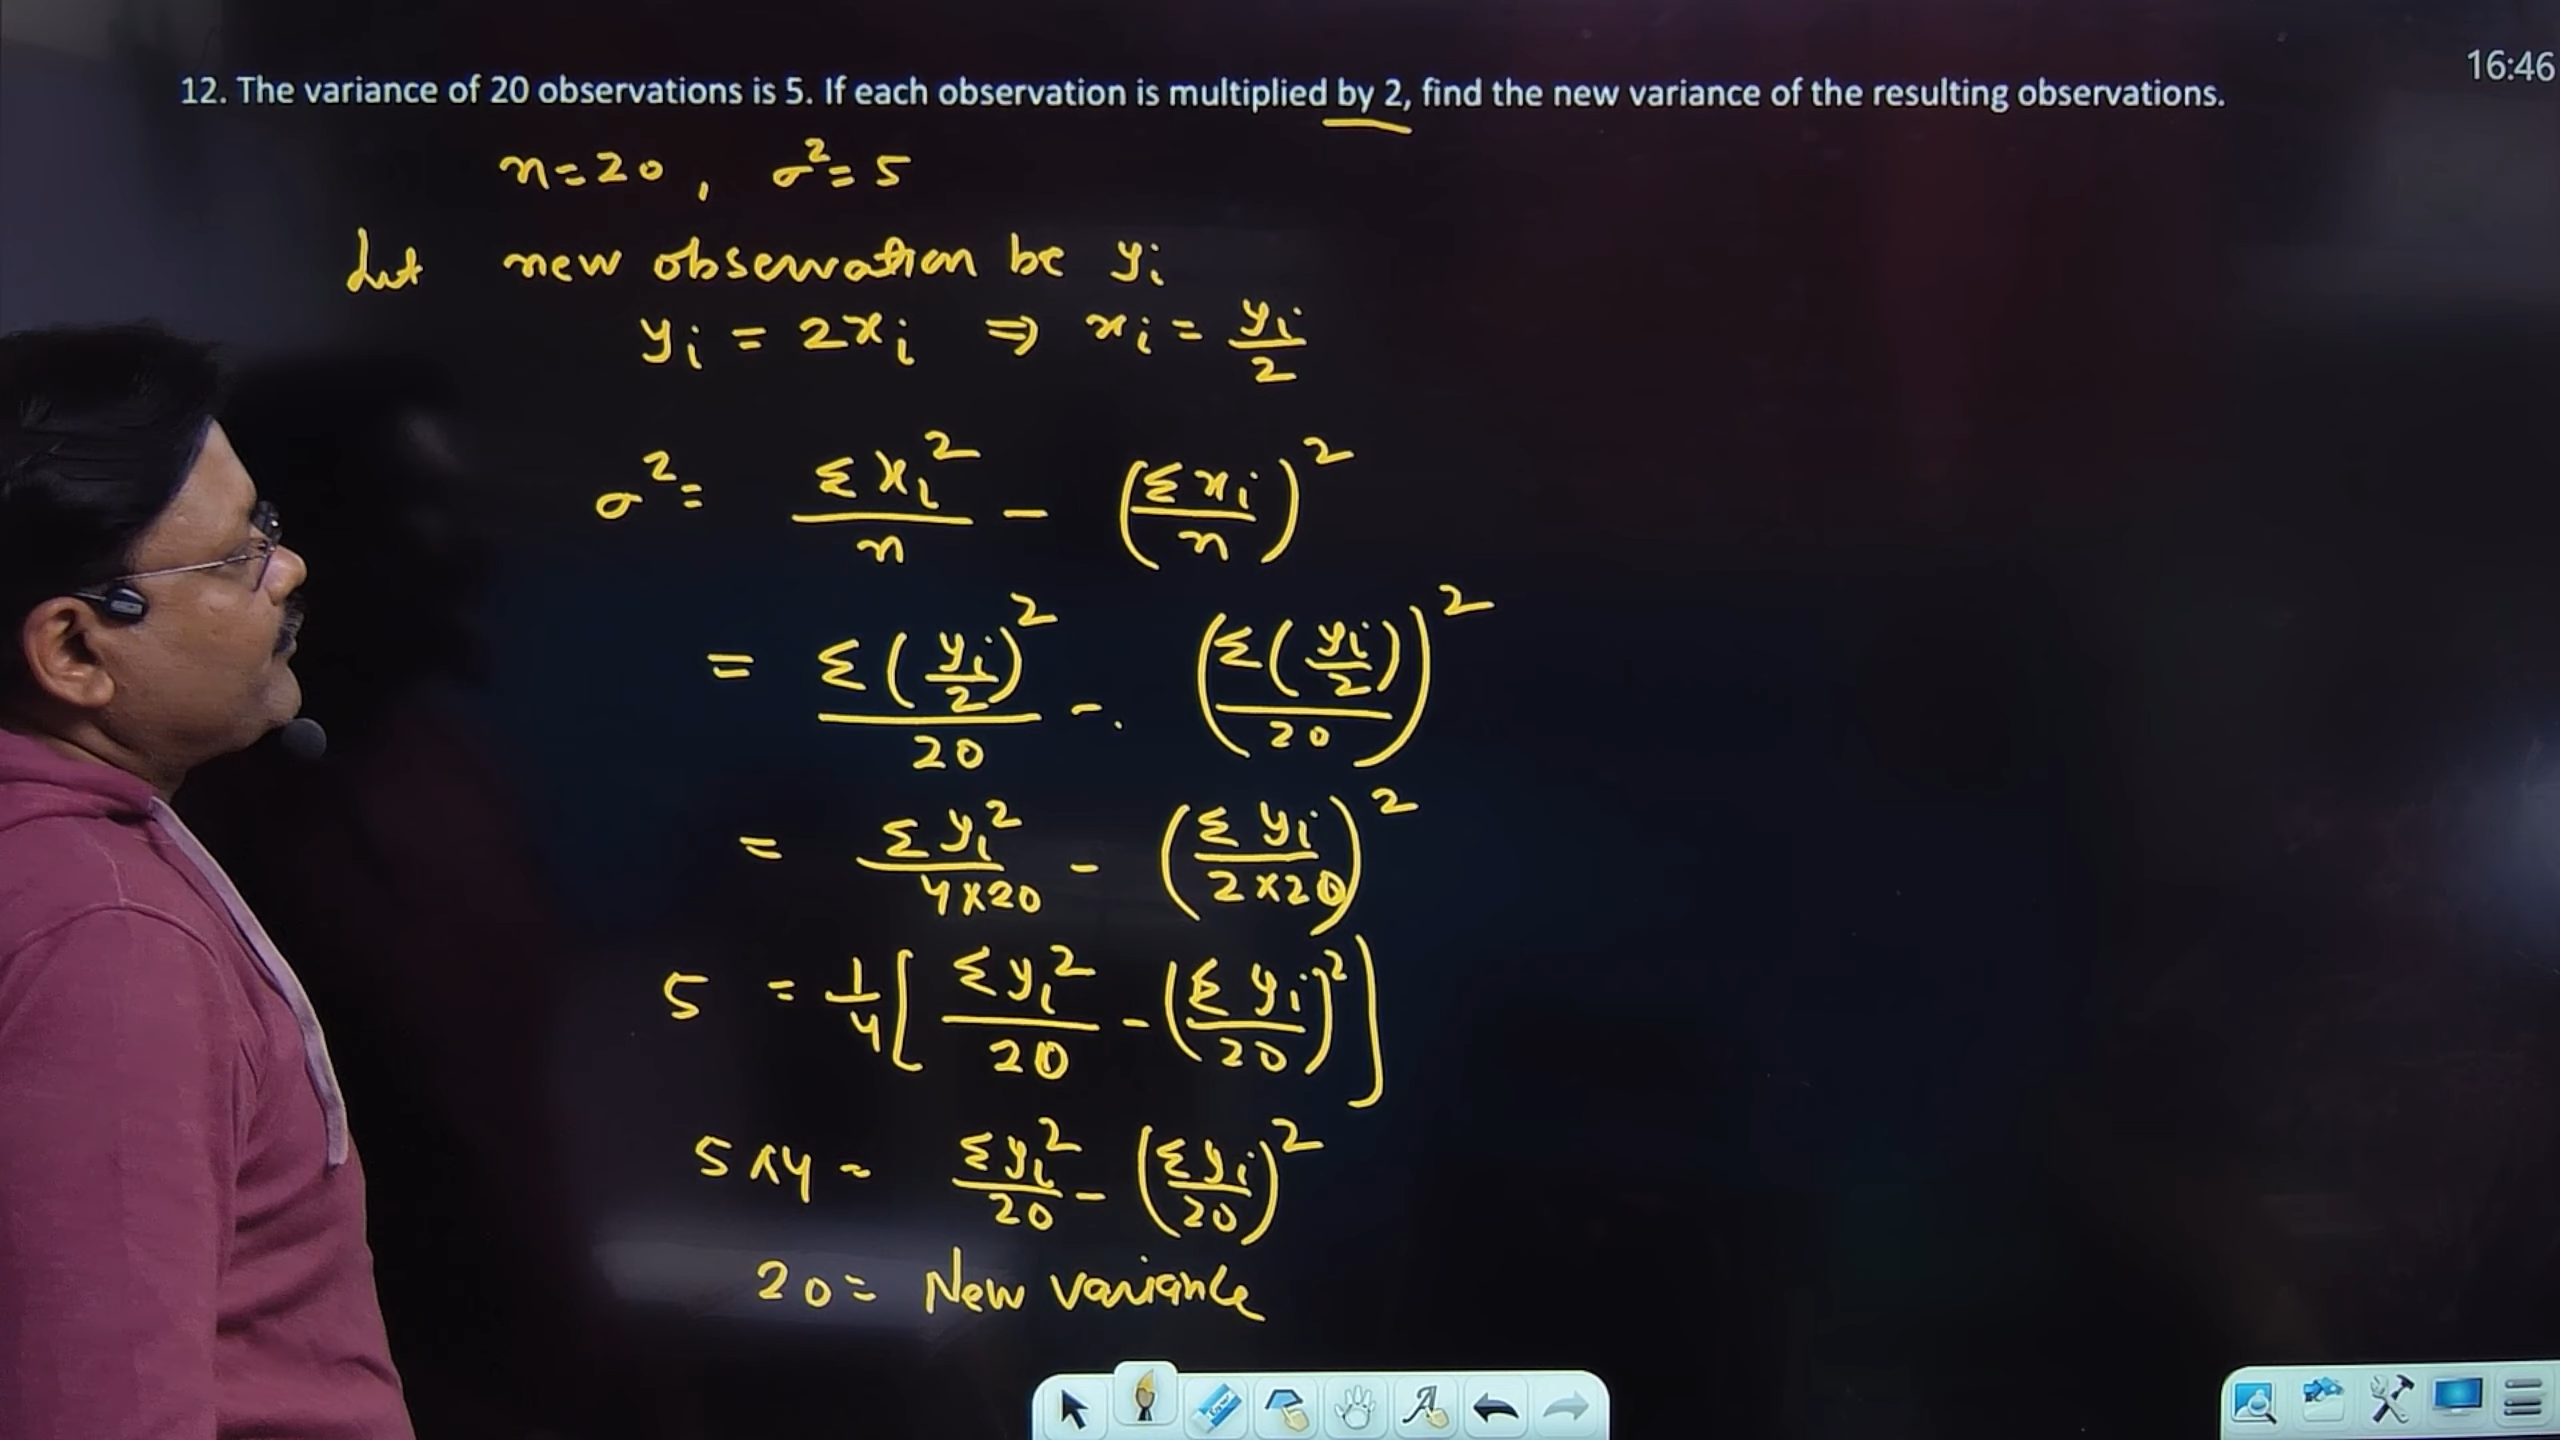 16:46
12. The variance of 20 observations is 5. If each observation is multiplied by 2, find the new variance of the resulting observations.
n=20, σ²=5
Let new observation be yᵢ
yᵢ = 2xᵢ ⇒ xᵢ = yᵢ/2
σ² = Σxᵢ²/n - (Σxᵢ/n)²
= Σ(yᵢ/2)²/20 - (Σ(yᵢ/2)/20)²
= Σyᵢ²/4×20 - (Σyᵢ/2×20)²
5 = 1/4[Σyᵢ²/20 - (Σyᵢ/20)²]
5×4 = Σyᵢ²/20 - (Σyᵢ/20)²
20 = New variance